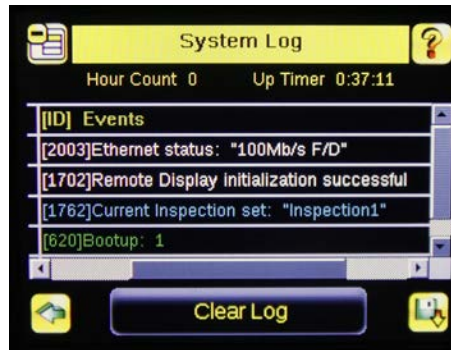 System Log
?
Hour Count 0 Up Timer 0:37:11
[ID] Events
[2003]Ethernet status: "100Mb/s F/D"
[1702]Remote Display initialization successful
[1762]Current Inspection set: "Inspection1"
[620]Bootup: 1
Clear Log